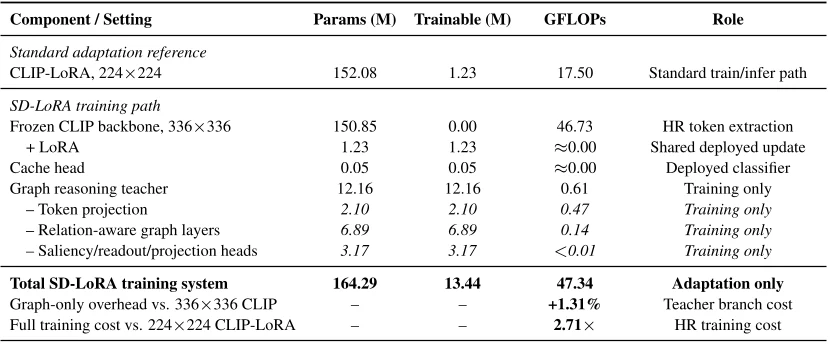 Component / Setting Params (M) Trainable (M) GFLOPs Role
Standard adaptation reference
CLIP-LoRA, 224×224 152.08 1.23 17.50 Standard train/infer path
SD-LoRA training path
Frozen CLIP backbone, 336×336 150.85 0.00 46.73 HR token extraction
+ LoRA 1.23 1.23 ≈0.00 Shared deployed update
Cache head 0.05 0.05 ≈0.00 Deployed classifier
Graph reasoning teacher 12.16 12.16 0.61 Training only
– Token projection 2.10 2.10 0.47 Training only
– Relation-aware graph layers 6.89 6.89 0.14 Training only
– Saliency/readout/projection heads 3.17 3.17 <0.01 Training only
Total SD-LoRA training system 164.29 13.44 47.34 Adaptation only
Graph-only overhead vs. 336×336 CLIP – – +1.31% Teacher branch cost
Full training cost vs. 224×224 CLIP-LoRA – – 2.71× HR training cost